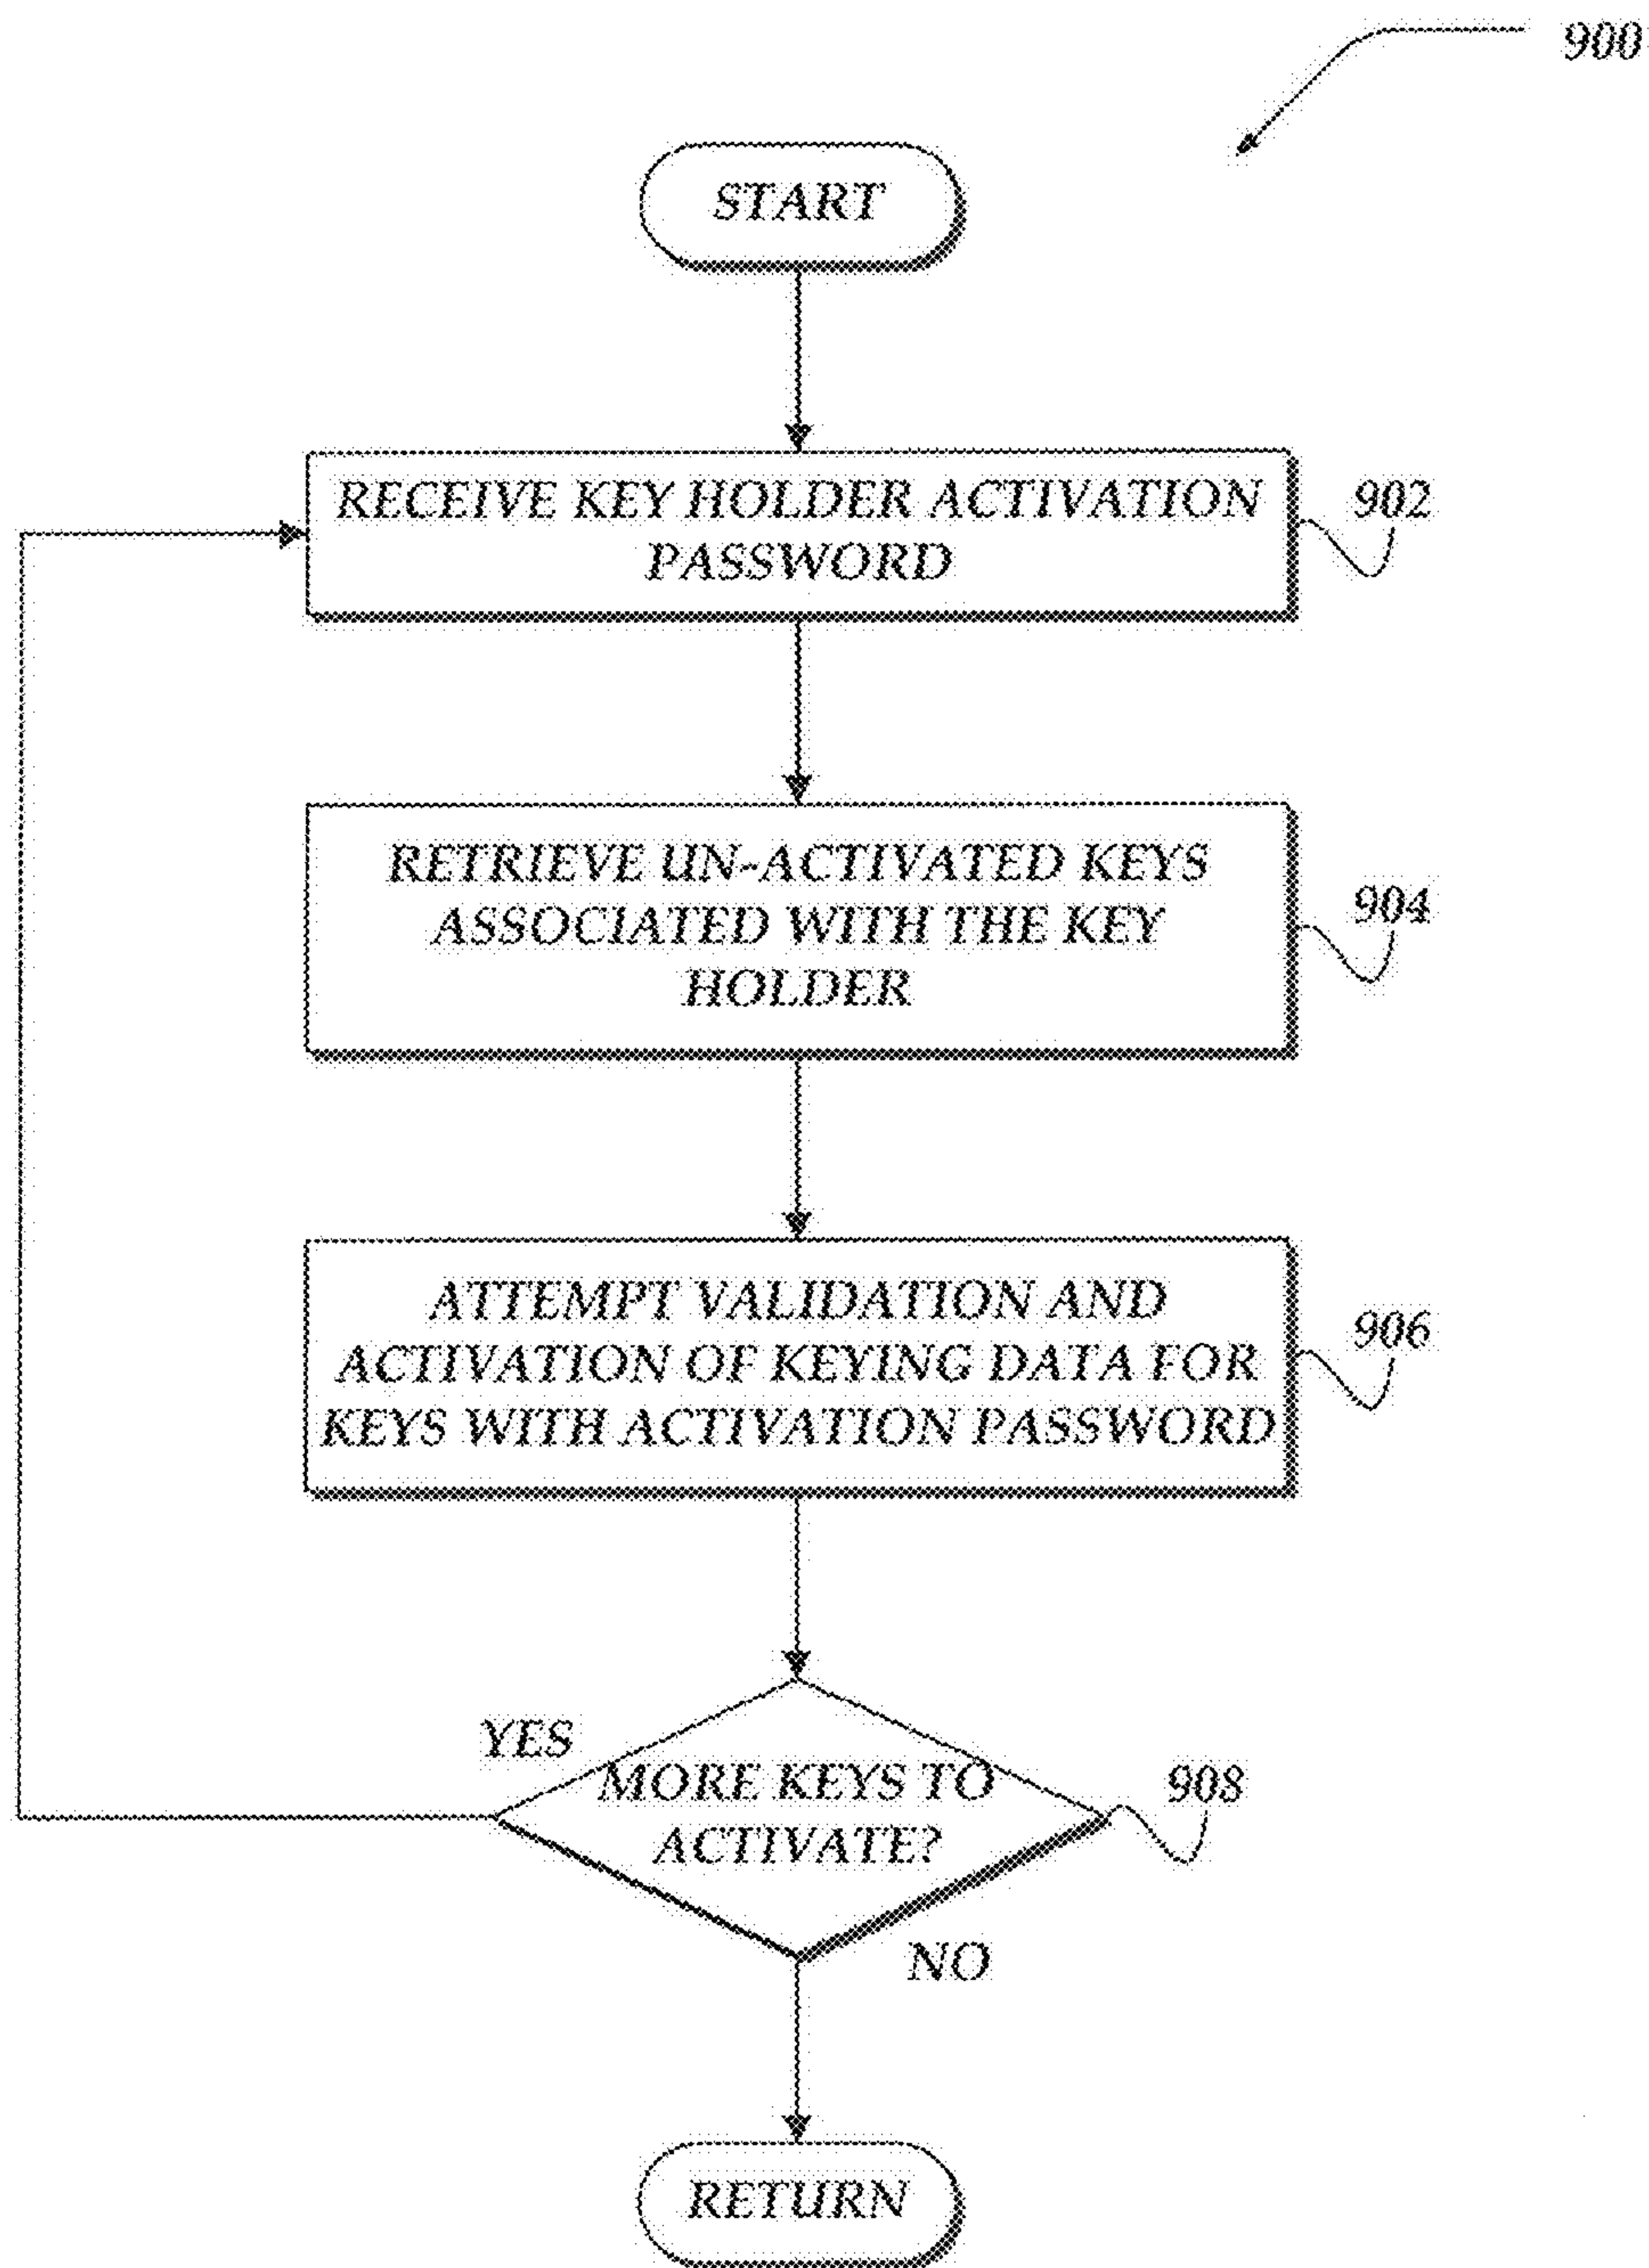 900
START
RECEIVE KEY HOLDER ACTIVATION
PASSWORD
902
RETRIEVE UN-ACTIVATED KEYS
ASSOCIATED WITH THE KEY
HOLDER
904
ATTEMPT VALIDATION AND
ACTIVATION OF KEYING DATA FOR
KEYS WITH ACTIVATION PASSWORD
906
YES
MORE KEYS TO
ACTIVATE?
908
NO
RETURN